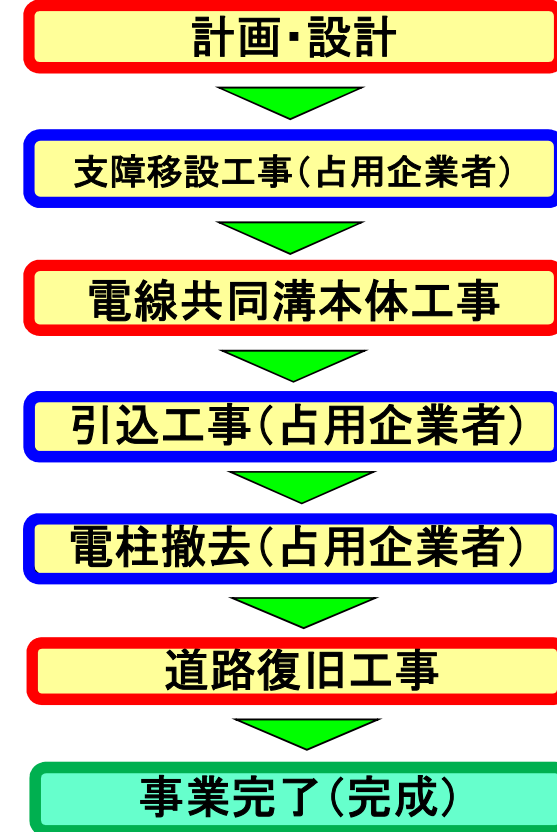 計画・設計
支障移設工事(占用企業者)
電線共同溝本体工事
引込工事(占用企業者)
電柱撤去(占用企業者)
道路復旧工事
事業完了(完成)